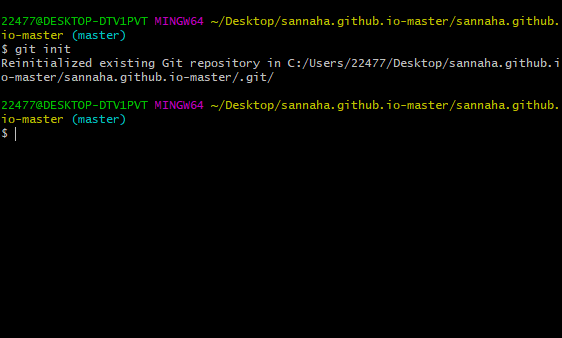 22477@DESKTOP-DTV1PVT MINGW64 ~/Desktop/sannaha.github.io-master/sannaha.github.
io-master (master)
$ git init
Reinitialized existing Git repository in C:/Users/22477/Desktop/sannaha.github.i
o-master/sannaha.github.io-master/.git/
22477@DESKTOP-DTV1PVT MINGW64 ~/Desktop/sannaha.github.io-master/sannaha.github.
io-master (master)
$